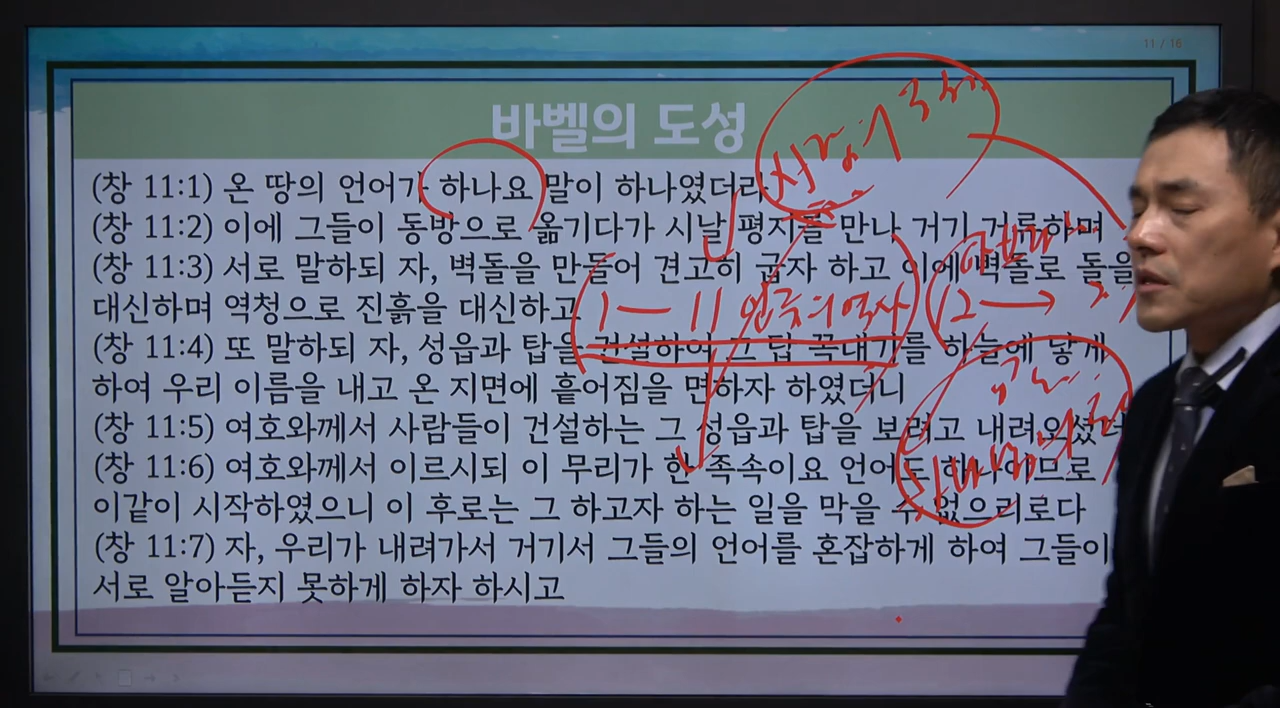 11 / 16
바벨의 도성
(창 11:1) 온 땅의 언어가 하나요 말이 하나였더라
(창 11:2) 이에 그들이 동방으로 옮기다가 시날 평지를 만나 거기 거류하며
(창 11:3) 서로 말하되 자, 벽돌을 만들어 견고히 굽자 하고 이에 벽돌로 돌을
대신하며 역청으로 진흙을 대신하고
(창 11:4) 또 말하되 자, 성읍과 탑을 건설하여 그 탑 꼭대기를 하늘에 닿게
하여 우리 이름을 내고 온 지면에 흩어짐을 면하자 하였더니
(창 11:5) 여호와께서 사람들이 건설하는 그 성읍과 탑을 보려고 내려오셨더
(창 11:6) 여호와께서 이르시되 이 무리가 한 족속이요 언어도 하나이므로
이같이 시작하였으니 이 후로는 그 하고자 하는 일을 막을 수 없으리로다
(창 11:7) 자, 우리가 내려가서 거기서 그들의 언어를 혼잡하게 하여 그들이
서로 알아듣지 못하게 하자 하시고
1 — 11 인류의 역사
12 →